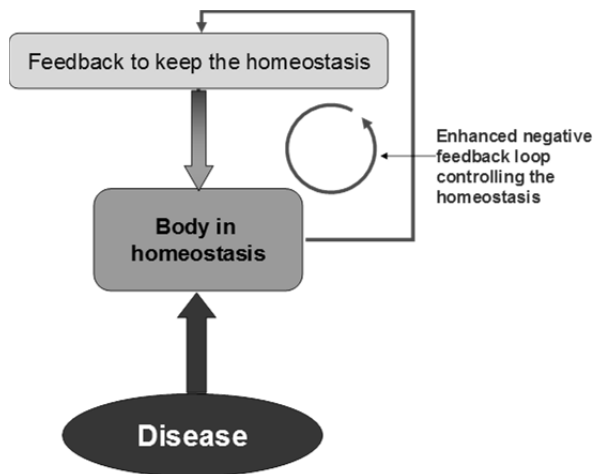 Feedback to keep the homeostasis
Enhanced negative
feedback loop
controlling the
homeostasis
Body in
homeostasis
Disease